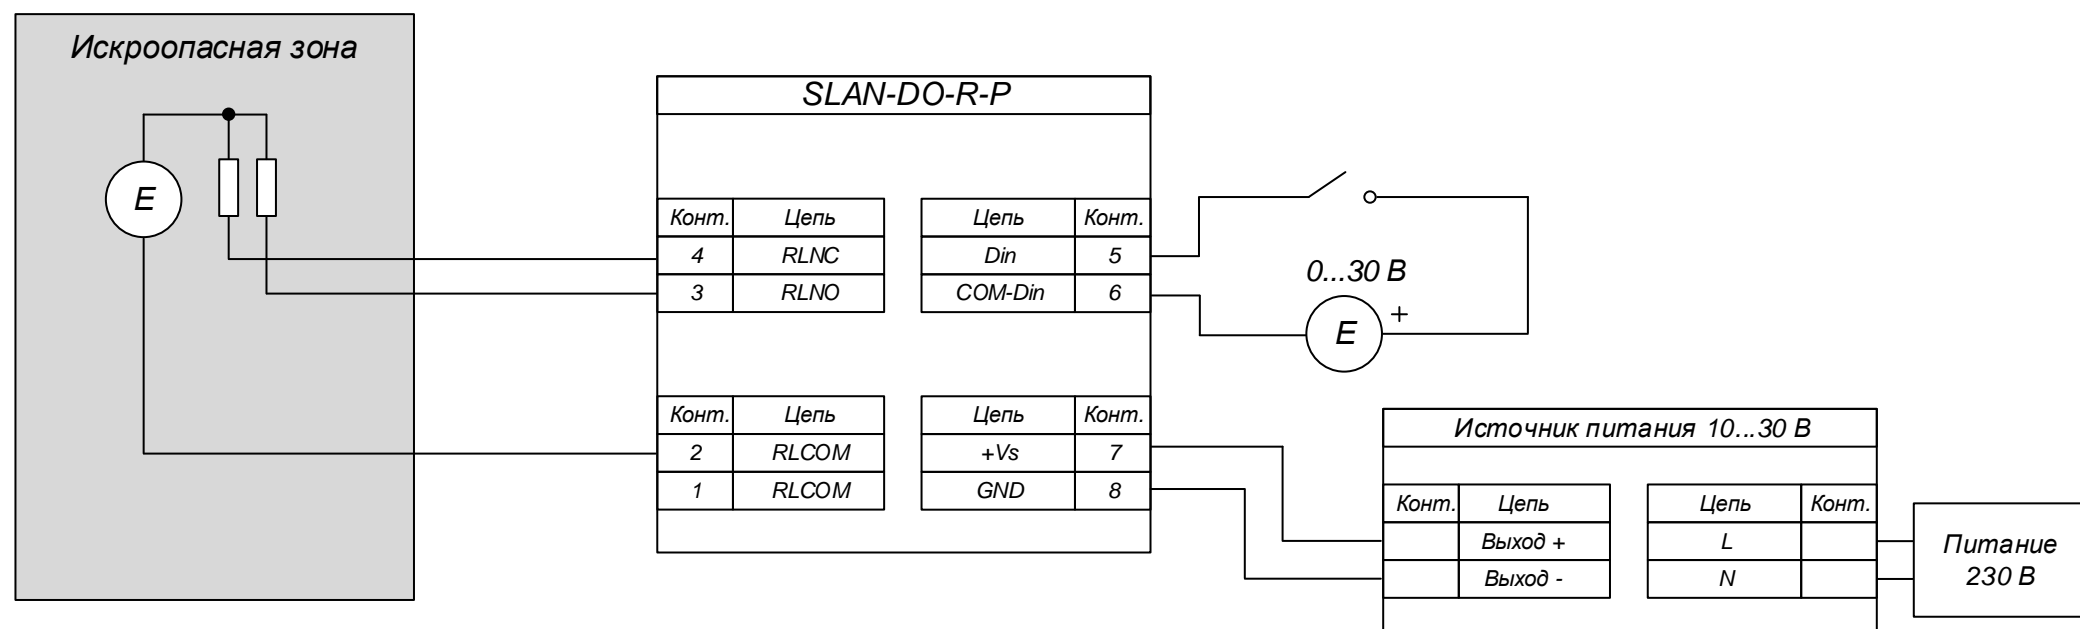 Искроопасная зона
E
SLAN-DO-R-P
Конт. Цепь Цепь Конт.
4 RLNC Din 5
3 RLNO COM-Din 6
0...30 В
E +
Конт. Цепь Цепь Конт.
2 RLCOM +Vs 7
1 RLCOM GND 8
Источник питания 10...30 В
Конт. Цепь Цепь Конт.
Выход + L
Выход - N
Питание
230 В